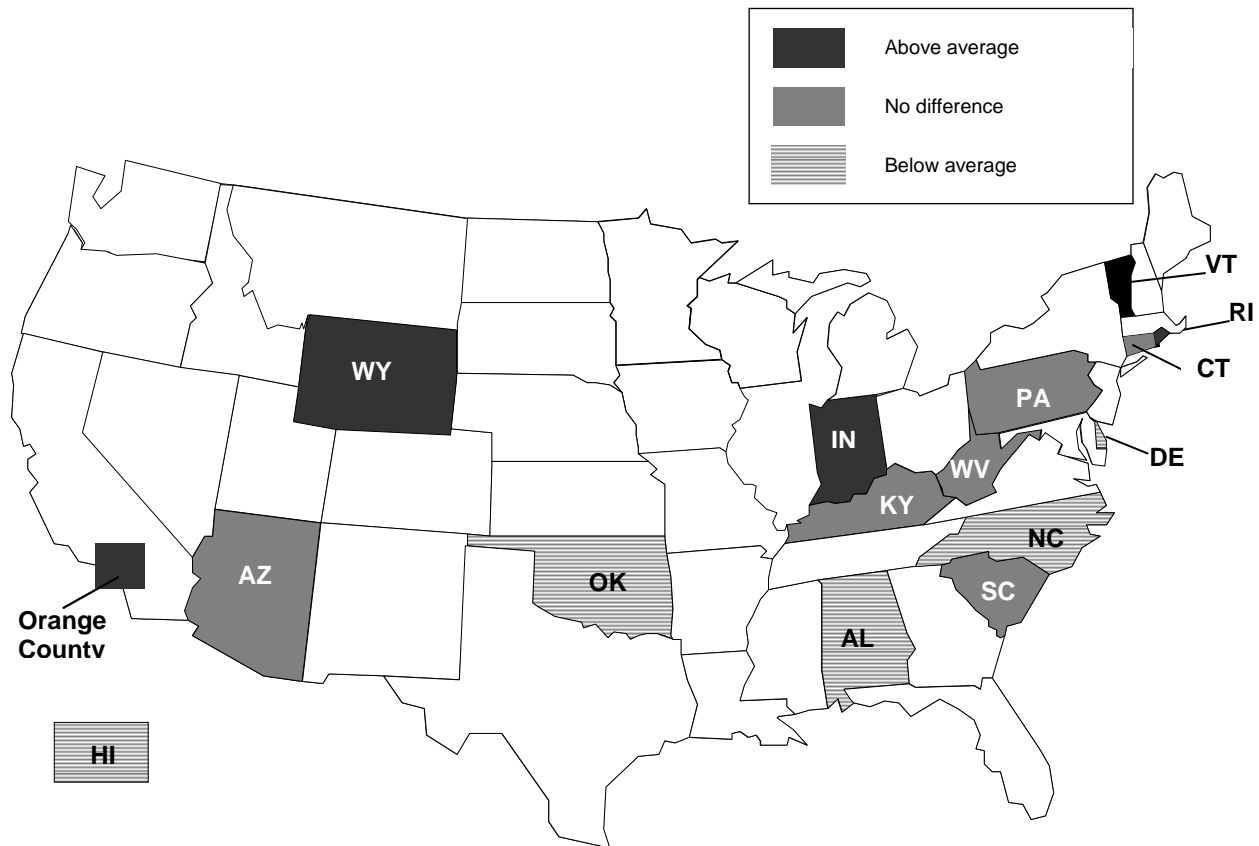 Above average
No difference
Below average
VT
RI
CT
WY
PA
IN
DE
WV
KY
NC
AZ
OK
SC
Orange
County
AL
HI